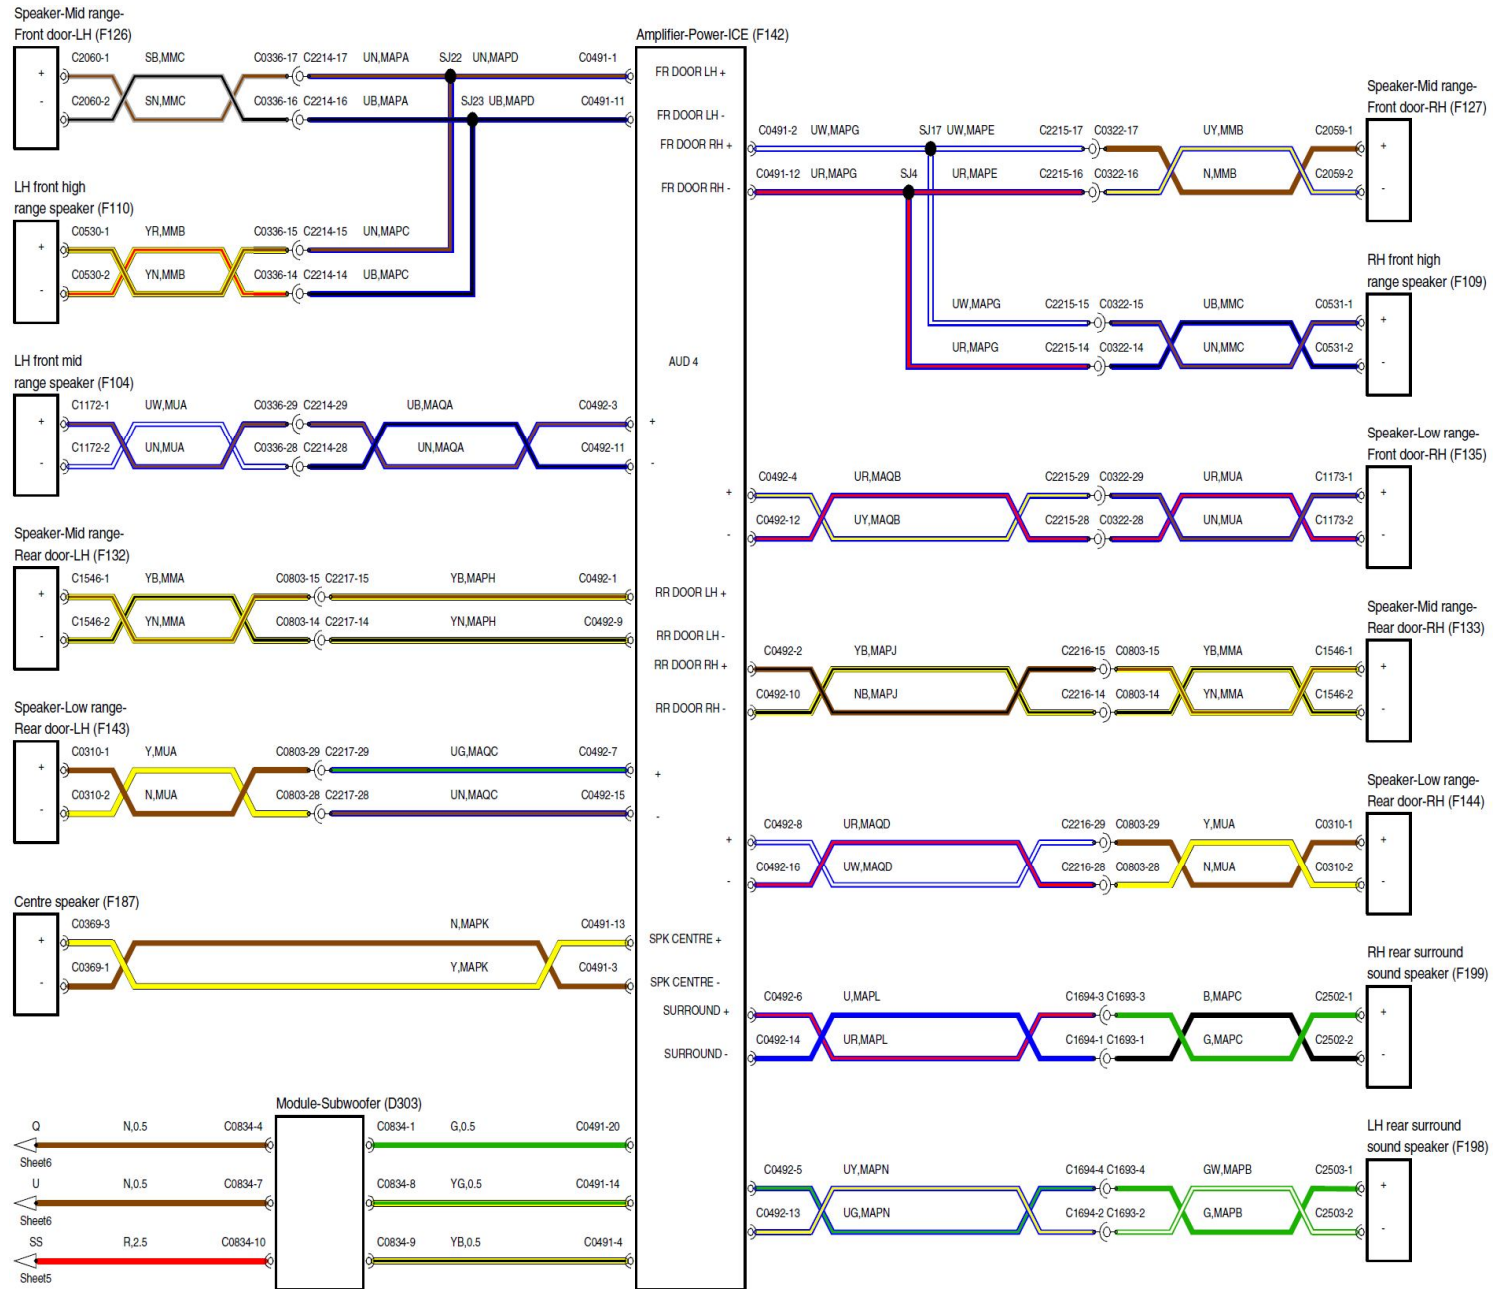 Speaker-Mid range-
Front door-LH (F126)
C2060-1 SB,MMC C0336-17 C2214-17 UN,MAPA SJ22 UN,MAPD C0491-1
+
C2060-2 SN,MMC C0336-16 C2214-16 UB,MAPA SJ23 UB,MAPD C0491-11
-
LH front high
range speaker (F110)
C0530-1 YR,MMB C0336-15 C2214-15 UN,MAPC
+
C0530-2 YN,MMB C0336-14 C2214-14 UB,MAPC
-
LH front mid
range speaker (F104)
C1172-1 UW,MUA C0336-29 C2214-29 UB,MAQA C0492-3
+
C1172-2 UN,MUA C0336-28 C2214-28 UN,MAQA C0492-11
-
Speaker-Mid range-
Rear door-LH (F132)
C1546-1 YB,MMA C0803-15 C2217-15 YB,MAPH C0492-1
+
C1546-2 YN,MMA C0803-14 C2217-14 YN,MAPH C0492-9
-
Speaker-Low range-
Rear door-LH (F143)
C0310-1 Y,MUA C0803-29 C2217-29 UG,MAQC C0492-7
+
C0310-2 N,MUA C0803-28 C2217-28 UN,MAQC C0492-15
-
Centre speaker (F187)
C0369-3 N,MAPK C0491-13
+
C0369-1 Y,MAPK C0491-3
-
Module-Subwoofer (D303)
Q N,0.5 C0834-4 C0834-1 G,0.5 C0491-20
Sheet6
U N,0.5 C0834-7 C0834-8 YG,0.5 C0491-14
Sheet6
SS R,2.5 C0834-10 C0834-9 YB,0.5 C0491-4
Sheet5
Amplifier-Power-ICE (F142)
FR DOOR LH +
FR DOOR LH -
FR DOOR RH +
FR DOOR RH -
AUD 4
+
-
+
-
RR DOOR LH +
RR DOOR LH -
RR DOOR RH +
RR DOOR RH -
+
-
+
-
SPK CENTRE +
SPK CENTRE -
SURROUND +
SURROUND -
Speaker-Mid range-
Front door-RH (F127)
C0491-2 UW,MAPG SJ17 UW,MAPE C2215-17 C0322-17 UY,MMB C2059-1
+
C0491-12 UR,MAPG SJ4 UR,MAPE C2215-16 C0322-16 N,MMB C2059-2
-
RH front high
range speaker (F109)
UW,MAPG C2215-15 C0322-15 UB,MMC C0531-1
+
UR,MAPG C2215-14 C0322-14 UN,MMC C0531-2
-
Speaker-Low range-
Front door-RH (F135)
C0492-4 UR,MAQB C2215-29 C0322-29 UR,MUA C1173-1
+
C0492-12 UY,MAQB C2215-28 C0322-28 UN,MUA C1173-2
-
Speaker-Mid range-
Rear door-RH (F133)
C0492-2 YB,MAPJ C2216-15 C0803-15 YB,MMA C1546-1
+
C0492-10 NB,MAPJ C2216-14 C0803-14 YN,MMA C1546-2
-
Speaker-Low range-
Rear door-RH (F144)
C0492-8 UR,MAQD C2216-29 C0803-29 Y,MUA C0310-1
+
C0492-16 UW,MAQD C2216-28 C0803-28 N,MUA C0310-2
-
RH rear surround
sound speaker (F199)
C0492-6 U,MAPL C1694-3 C1693-3 B,MAPC C2502-1
+
C0492-14 UR,MAPL C1694-1 C1693-1 G,MAPC C2502-2
-
LH rear surround
sound speaker (F198)
C0492-5 UY,MAPN C1694-4 C1693-4 GW,MAPB C2503-1
+
C0492-13 UG,MAPN C1694-2 C1693-2 G,MAPB C2503-2
-